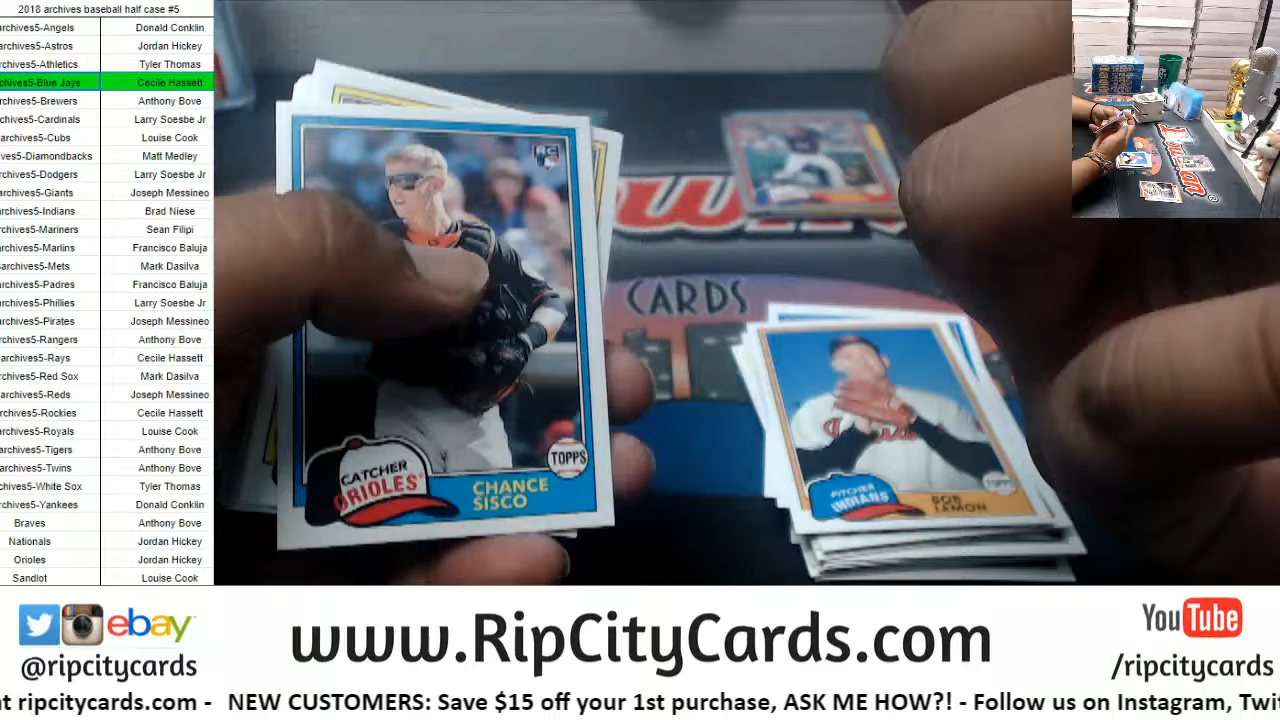 2018 archives baseball half case #5
archives5-Angels Donald Conklin
archives5-Astros Jordan Hickey
archives5-Athletics Tyler Thomas
chives5-Blue Jays Cecile Hassett
archives5-Brewers Anthony Bove
archives5-Cardinals Larry Soesbe Jr
archives5-Cubs Louise Cook
ves5-Diamondbacks Matt Medley
archives5-Dodgers Larry Soesbe Jr
archives5-Giants Joseph Messineo
archives5-Indians Brad Niese
archives5-Mariners Sean Filipi
archives5-Marlins Francisco Baluja
archives5-Mets Mark Dasilva
archives5-Padres Francisco Baluja
archives5-Phillies Larry Soesbe Jr
archives5-Pirates Joseph Messineo
archives5-Rangers Anthony Bove
archives5-Rays Cecile Hassett
archives5-Red Sox Mark Dasilva
archives5-Reds Joseph Messineo
archives5-Rockies Cecile Hassett
archives5-Royals Louise Cook
archives5-Tigers Anthony Bove
archives5-Twins Anthony Bove
chives5-White Sox Tyler Thomas
archives5-Yankees Donald Conklin
Braves Anthony Bove
Nationals Jordan Hickey
Orioles Jordan Hickey
Sandlot Louise Cook
RC
CATCHER
ORIOLES
CHANCE
SISCO
TOPPS
CARDS
PITCHER
INDIANS
BOB
LEMON
TOPPS
ebay
@ripcitycards
www.RipCityCards.com
YouTube
/ripcitycards
at ripcitycards.com - NEW CUSTOMERS: Save $15 off your 1st purchase, ASK ME HOW?! - Follow us on Instagram, Twi